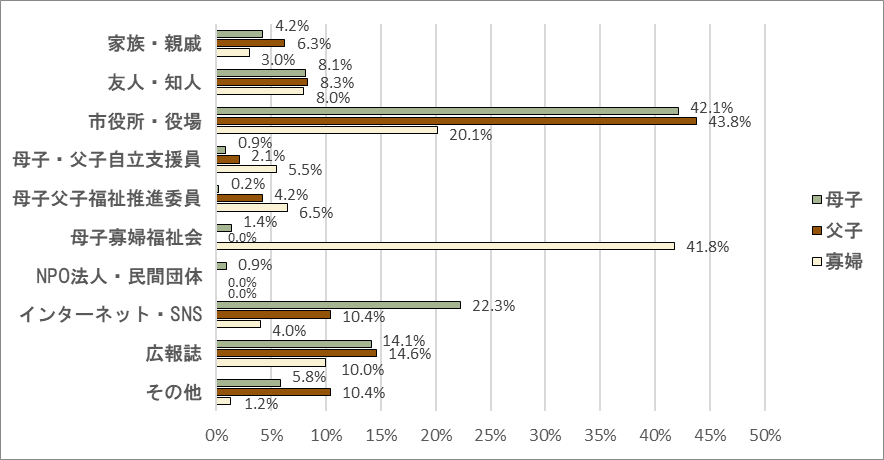 家族・親戚
4.2%
6.3%
3.0%
友人・知人
8.1%
8.3%
8.0%
市役所・役場
42.1%
43.8%
20.1%
母子・父子自立支援員
0.9%
2.1%
5.5%
母子父子福祉推進委員
0.2%
4.2%
6.5%
母子寡婦福祉会
1.4%
0.0%
41.8%
NPO法人・民間団体
0.9%
0.0%
0.0%
インターネット・SNS
22.3%
10.4%
4.0%
広報誌
14.1%
14.6%
10.0%
その他
5.8%
10.4%
1.2%
0% 5% 10% 15% 20% 25% 30% 35% 40% 45% 50%
母子
父子
寡婦